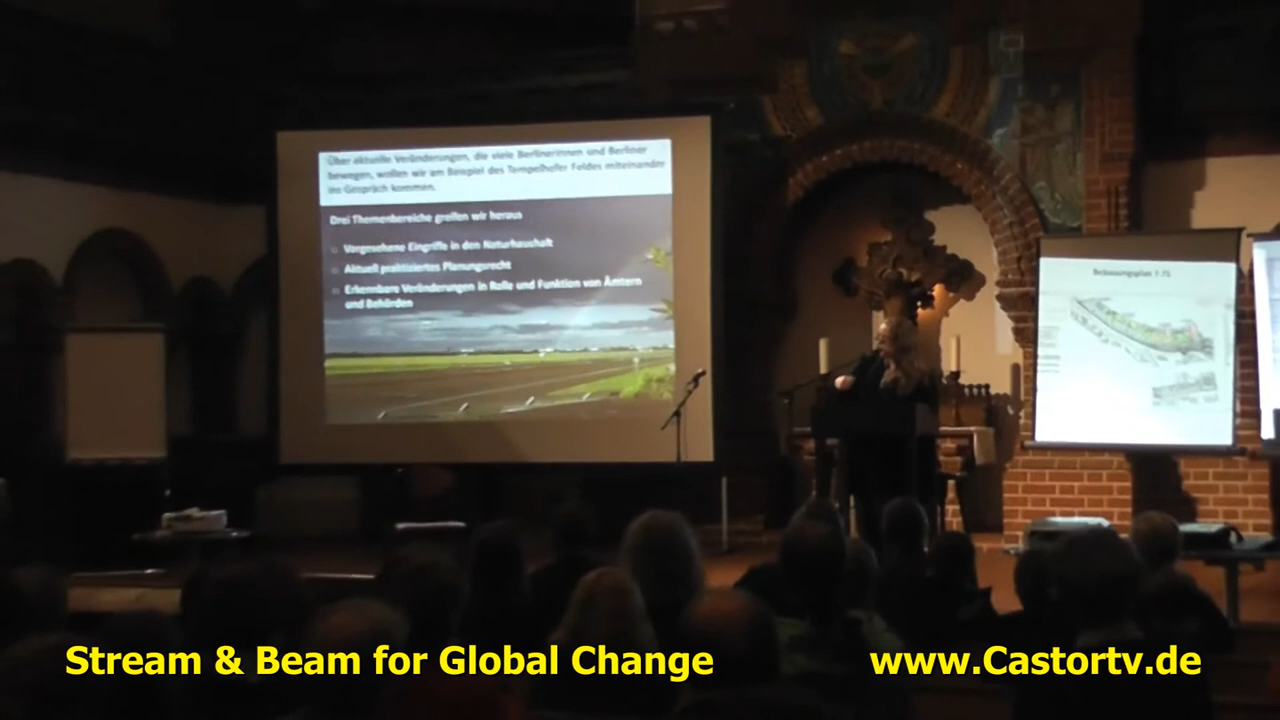 Über aktuelle Veränderungen, die viele Berlinerinnen und Berliner
bewegen, wollen wir am Beispiel des Tempelhofer Feldes miteinander
ins Gespräch kommen.
Drei Themenbereiche greifen wir heraus
Vorgesehene Eingriffe in den Naturhaushalt
Aktuell praktiziertes Planungsrecht
Erkennbare Veränderungen in Rolle und Funktion von Ämtern
und Behörden
Bebauungsplan 7-71
Stream & Beam for Global Change
www.Castortv.de